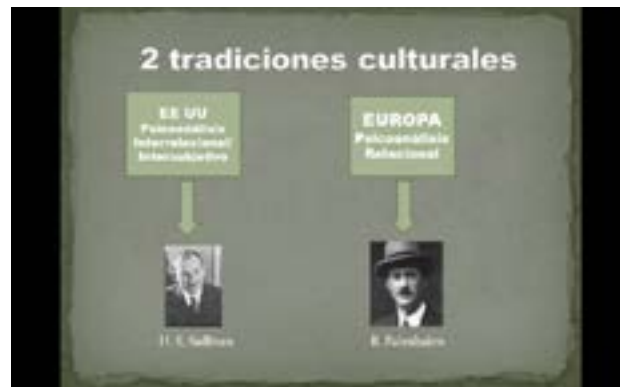 2 tradiciones culturales
EE UU
Psicoanálisis
Interrelacional/
Intersubjetivo
EUROPA
Psicoanálisis
Relacional
H. S. Sullivan
R. Fairbairn